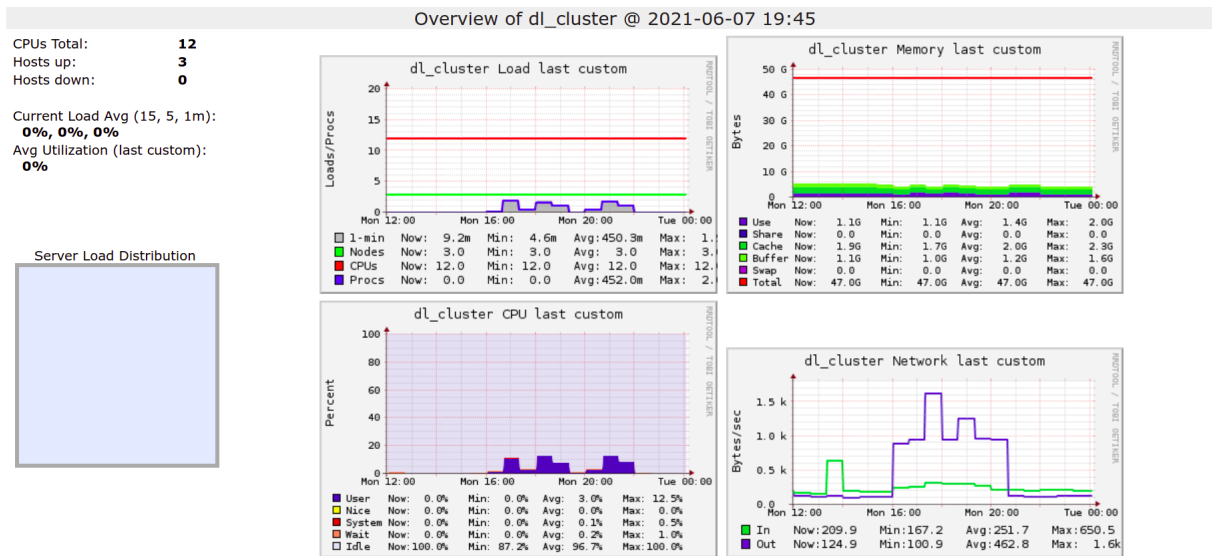 Overview of dl_cluster @ 2021-06-07 19:45
CPUs Total: 12
Hosts up: 3
Hosts down: 0
Current Load Avg (15, 5, 1m):
0%, 0%, 0%
Avg Utilization (last custom):
0%
Server Load Distribution
dl_cluster Load last custom
RRDTOOL / TOBI OETIKER
Loads/Procs
20
15
10
5
0
Mon 12:00 Mon 16:00 Mon 20:00 Tue 00:00
1-min Now: 9.2m Min: 4.6m Avg:450.3m Max: 1.
Nodes Now: 3.0 Min: 3.0 Avg: 3.0 Max: 3.
CPUs Now: 12.0 Min: 12.0 Avg: 12.0 Max: 12.
Procs Now: 0.0 Min: 0.0 Avg:452.0m Max: 2.
dl_cluster Memory last custom
RRDTOOL / TOBI OETIKER
Bytes
50 G
40 G
30 G
20 G
10 G
0
Mon 12:00 Mon 16:00 Mon 20:00 Tue 00:00
Use Now: 1.1G Min: 1.1G Avg: 1.4G Max: 2.0G
Share Now: 0.0 Min: 0.0 Avg: 0.0 Max: 0.0
Cache Now: 1.9G Min: 1.7G Avg: 2.0G Max: 2.3G
Buffer Now: 1.1G Min: 1.0G Avg: 1.2G Max: 1.6G
Swap Now: 0.0 Min: 0.0 Avg: 0.0 Max: 0.0
Total Now: 47.0G Min: 47.0G Avg: 47.0G Max: 47.0G
dl_cluster CPU last custom
RRDTOOL / TOBI OETIKER
Percent
100
80
60
40
20
0
Mon 12:00 Mon 16:00 Mon 20:00 Tue 00:00
User Now: 0.0% Min: 0.0% Avg: 3.0% Max: 12.5%
Nice Now: 0.0% Min: 0.0% Avg: 0.0% Max: 0.0%
System Now: 0.0% Min: 0.0% Avg: 0.1% Max: 0.5%
Wait Now: 0.0% Min: 0.0% Avg: 0.2% Max: 1.0%
Idle Now:100.0% Min: 87.2% Avg: 96.7% Max:100.0%
dl_cluster Network last custom
RRDTOOL / TOBI OETIKER
Bytes/sec
1.5 k
1.0 k
0.5 k
0.0
Mon 12:00 Mon 16:00 Mon 20:00 Tue 00:00
In Now:209.9 Min:167.2 Avg:251.7 Max:650.5
Out Now:124.9 Min:100.9 Avg:462.8 Max: 1.6k